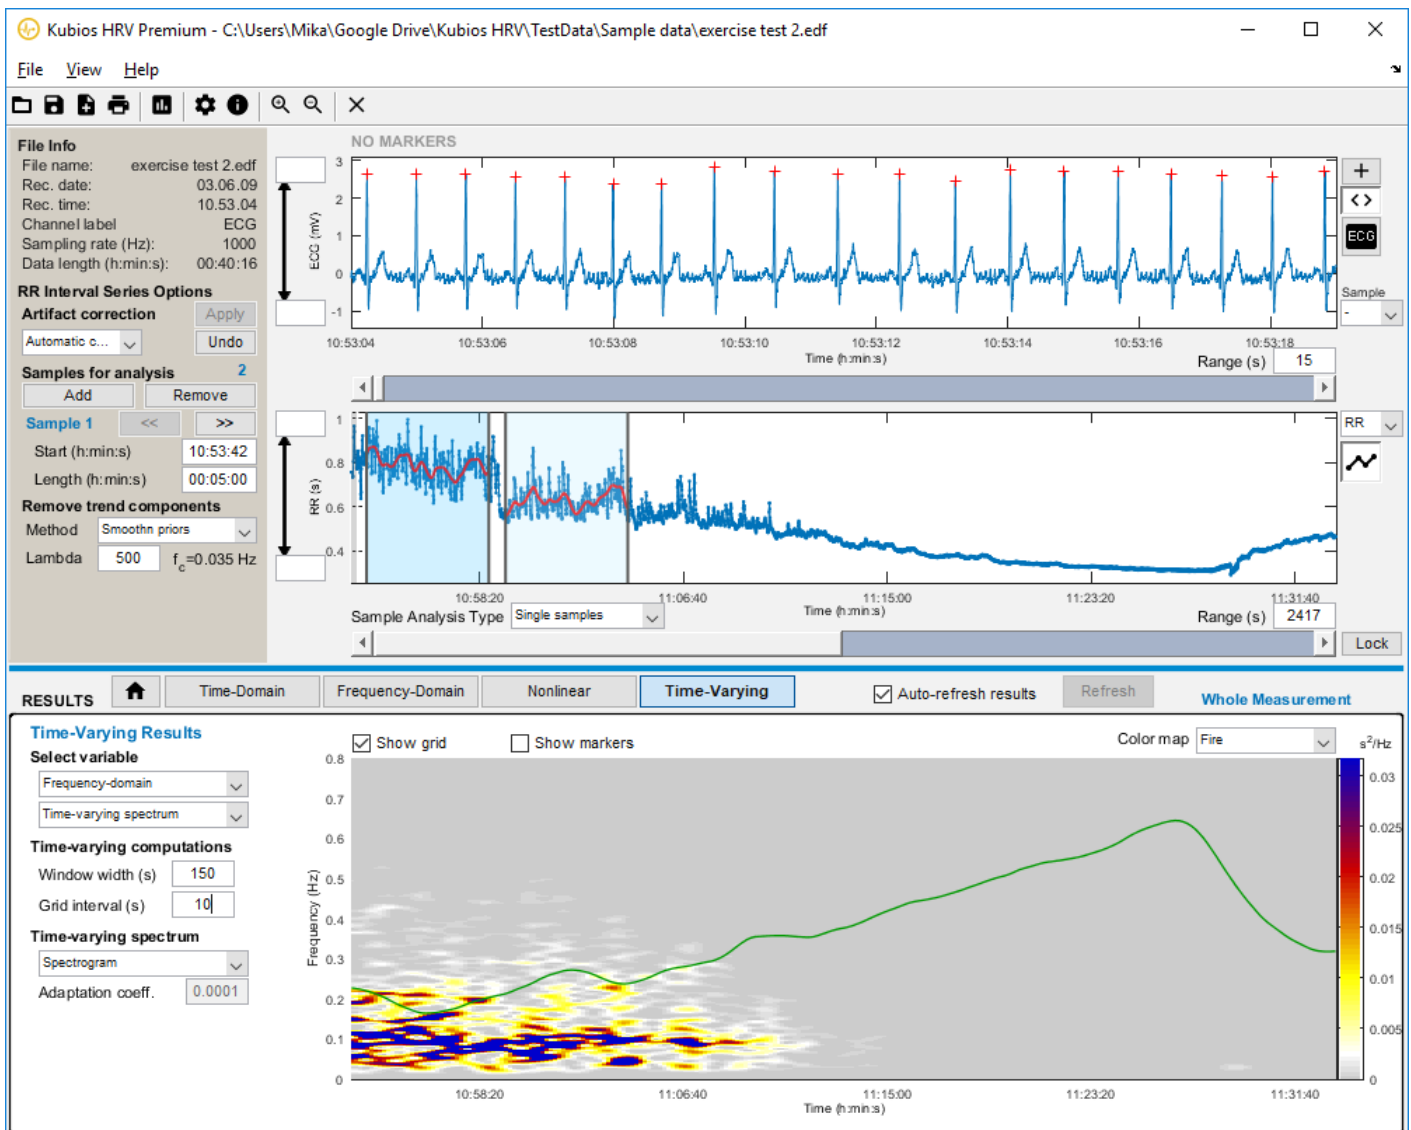 Kubios HRV Premium - C:\Users\Mika\Google Drive\Kubios HRV\TestData\Sample data\exercise test 2.edf
File View Help
File Info
File name: exercise test 2.edf
Rec. date: 03.06.09
Rec. time: 10.53.04
Channel label ECG
Sampling rate (Hz): 1000
Data length (h:min:s): 00:40:16
RR Interval Series Options
Artifact correction Apply
Automatic c... Undo
Samples for analysis 2
Add Remove
Sample 1 << >>
Start (h:min:s) 10:53:42
Length (h:min:s) 00:05:00
Remove trend components
Method Smoothn priors
Lambda 500 fc=0.035 Hz
NO MARKERS
3
2
1
0
-1
ECG (mV)
10:53:04 10:53:06 10:53:08 10:53:10 10:53:12 10:53:14 10:53:16 10:53:18
Time (h:min:s)
Range (s) 15
+
<>
ECG
Sample
-
1
0.8
0.6
0.4
RR (s)
RR
10:58:20 11:06:40 11:15:00 11:23:20 11:31:40
Sample Analysis Type Single samples
Time (h:min:s)
Range (s) 2417
Lock
RESULTS Time-Domain Frequency-Domain Nonlinear Time-Varying Auto-refresh results Refresh Whole Measurement
Time-Varying Results
Select variable
Frequency-domain
Time-varying spectrum
Time-varying computations
Window width (s) 150
Grid interval (s) 10
Time-varying spectrum
Spectrogram
Adaptation coeff. 0.0001
Show grid Show markers
Color map Fire
s²/Hz
0.8
0.7
0.6
0.5
0.4
0.3
0.2
0.1
0
Frequency (Hz)
0.03
0.025
0.02
0.015
0.01
0.005
0
10:58:20 11:06:40 11:15:00 11:23:20 11:31:40
Time (h:min:s)